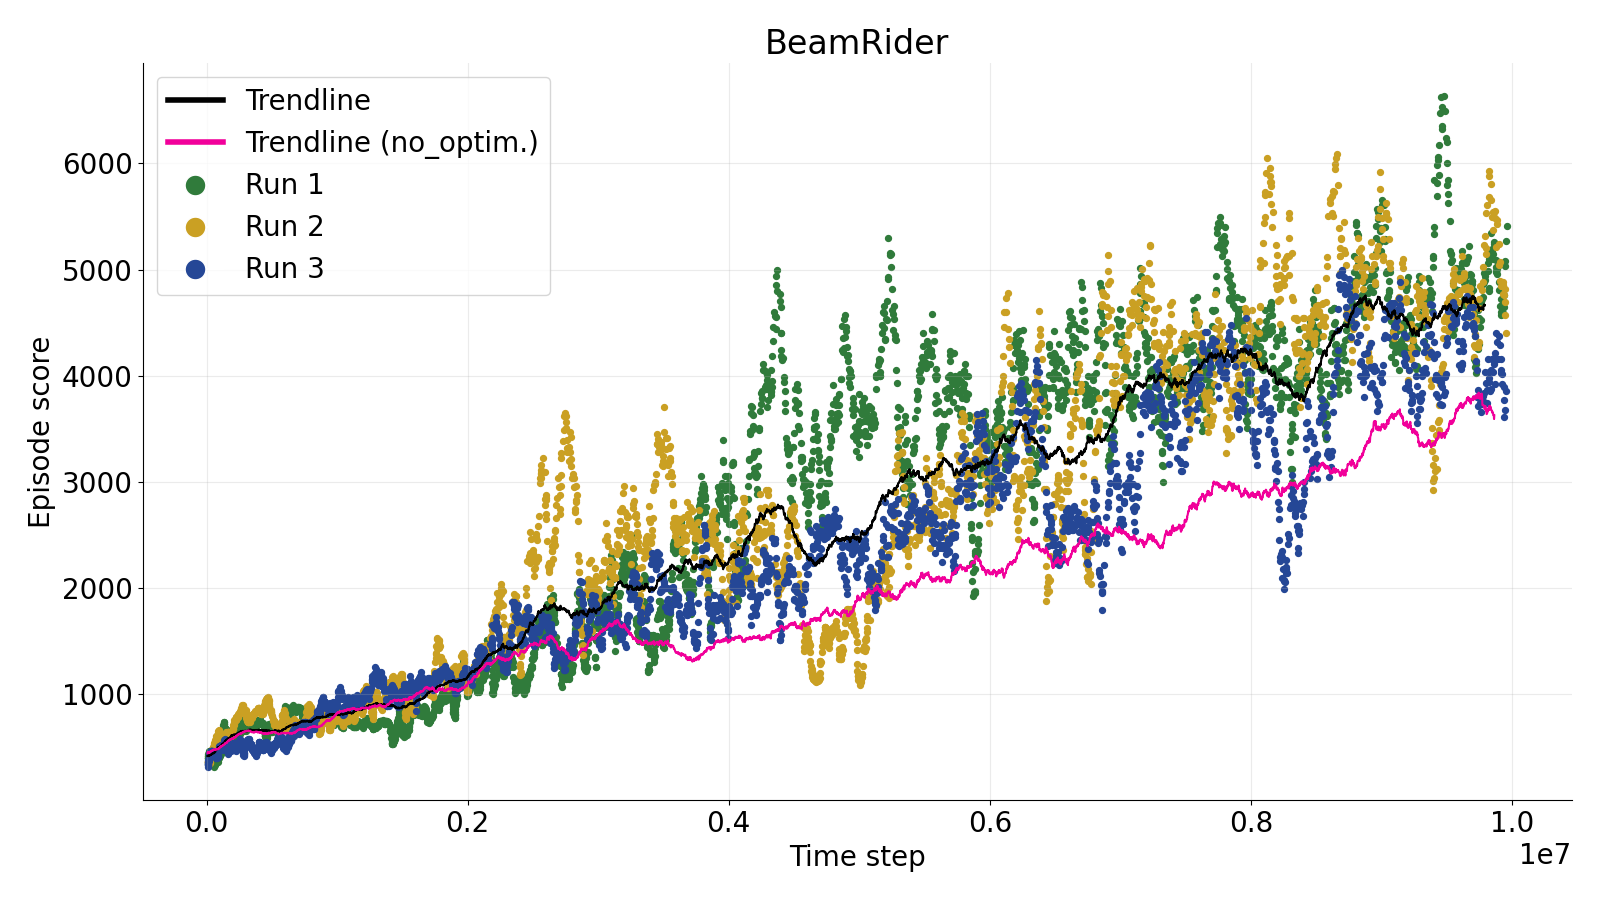 BeamRider
Trendline
Trendline (no_optim.)
Run 1
Run 2
Run 3
Episode score
6000
5000
4000
3000
2000
1000
0.0 0.2 0.4 0.6 0.8 1.0
1e7
Time step